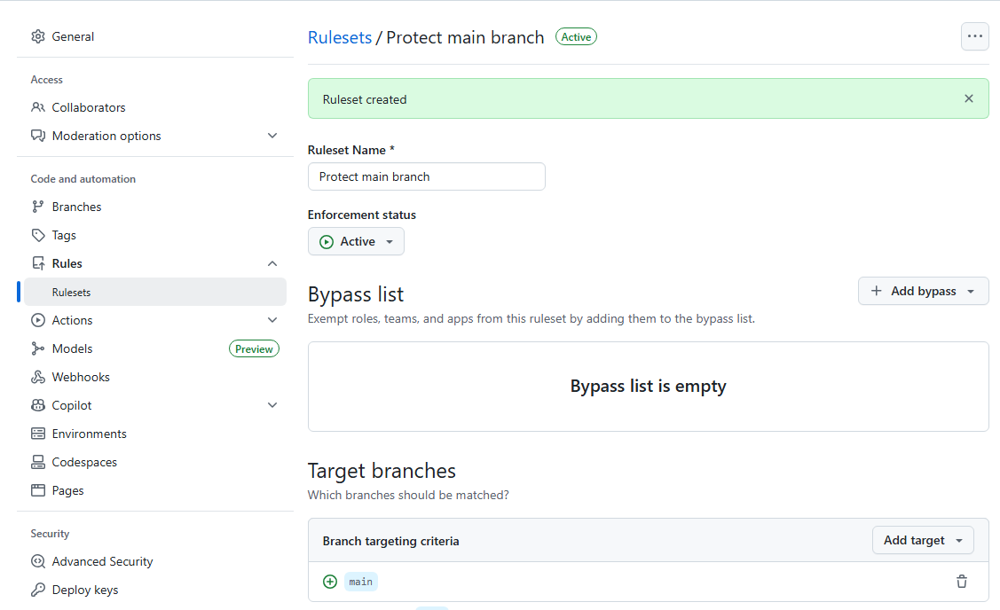 General
Access
Collaborators
Moderation options
Code and automation
Branches
Tags
Rules
Rulesets
Actions
Models Preview
Webhooks
Copilot
Environments
Codespaces
Pages
Security
Advanced Security
Deploy keys
Rulesets / Protect main branch Active
Ruleset created
Ruleset Name *
Protect main branch
Enforcement status
Active
Bypass list
Add bypass
Exempt roles, teams, and apps from this ruleset by adding them to the bypass list.
Bypass list is empty
Target branches
Which branches should be matched?
Branch targeting criteria
Add target
main